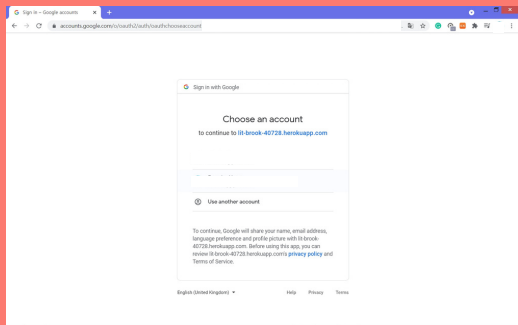 Sign in – Google accounts
accounts.google.com/o/oauth2/auth/oauthchooseaccount
Sign in with Google
Choose an account
to continue to lit-brook-40728.herokuapp.com
Use another account
To continue, Google will share your name, email address,
language preference and profile picture with lit-brook-
40728.herokuapp.com. Before using this app, you can
review lit-brook-40728.herokuapp.com's privacy policy and
Terms of Service.
English (United Kingdom)
Help Privacy Terms